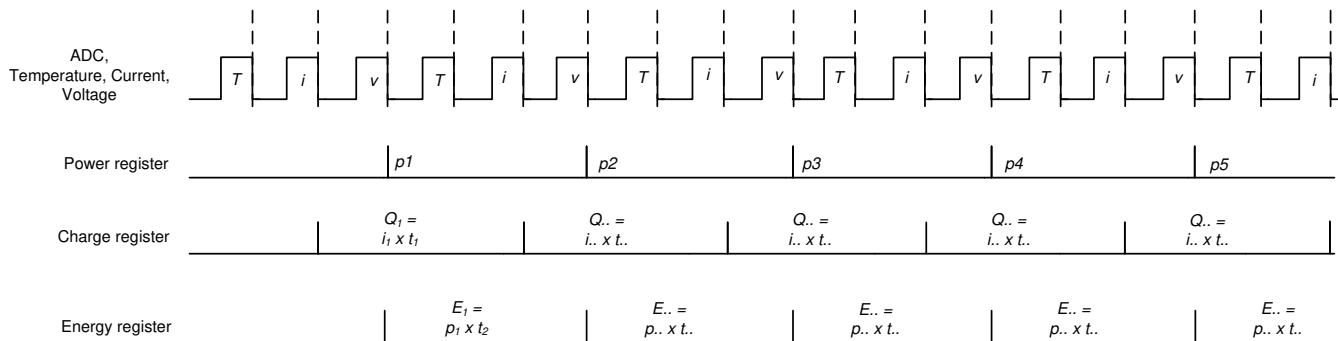 ADC,
Temperature, Current,
Voltage
T i v T i v T i v T i v T i v T i
Power register
p1 p2 p3 p4 p5
Charge register
Q₁ = Q.. = Q.. = Q.. = Q.. =
i₁ x t₁ i.. x t.. i.. x t.. i.. x t.. i.. x t..
Energy register
E₁ = E.. = E.. = E.. = E.. =
p₁ x t₂ p.. x t.. p.. x t.. p.. x t.. p.. x t..